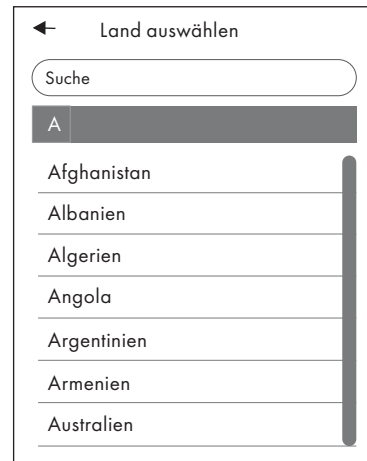 Land auswählen
Suche
A
Afghanistan
Albanien
Algerien
Angola
Argentinien
Armenien
Australien